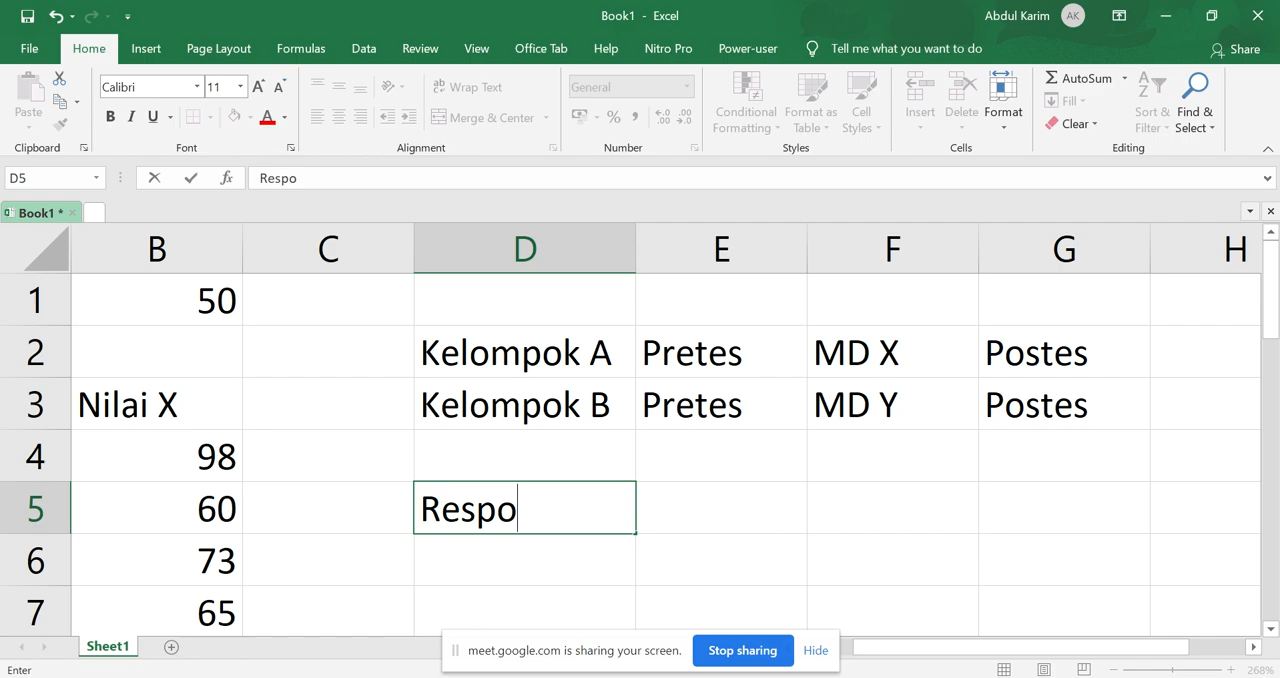 Book1 - Excel
Abdul Karim AK
File Home Insert Page Layout Formulas Data Review View Office Tab Help Nitro Pro Power-user Tell me what you want to do Share
Calibri 11 A A ab Wrap Text General AutoSum
Paste Conditional Format as Cell Insert Delete Format Fill Sort & Find &
B I U A Merge & Center % , Formatting Table Styles Clear Filter Select
Clipboard Font Alignment Number Styles Cells Editing
D5 fx Respo
Book1 *
B C D E F G H
1 50
2 Kelompok A Pretes MD X Postes
3 Nilai X Kelompok B Pretes MD Y Postes
4 98
5 60 Respo
6 73
7 65
Sheet1
meet.google.com is sharing your screen. Stop sharing Hide
Enter 268%